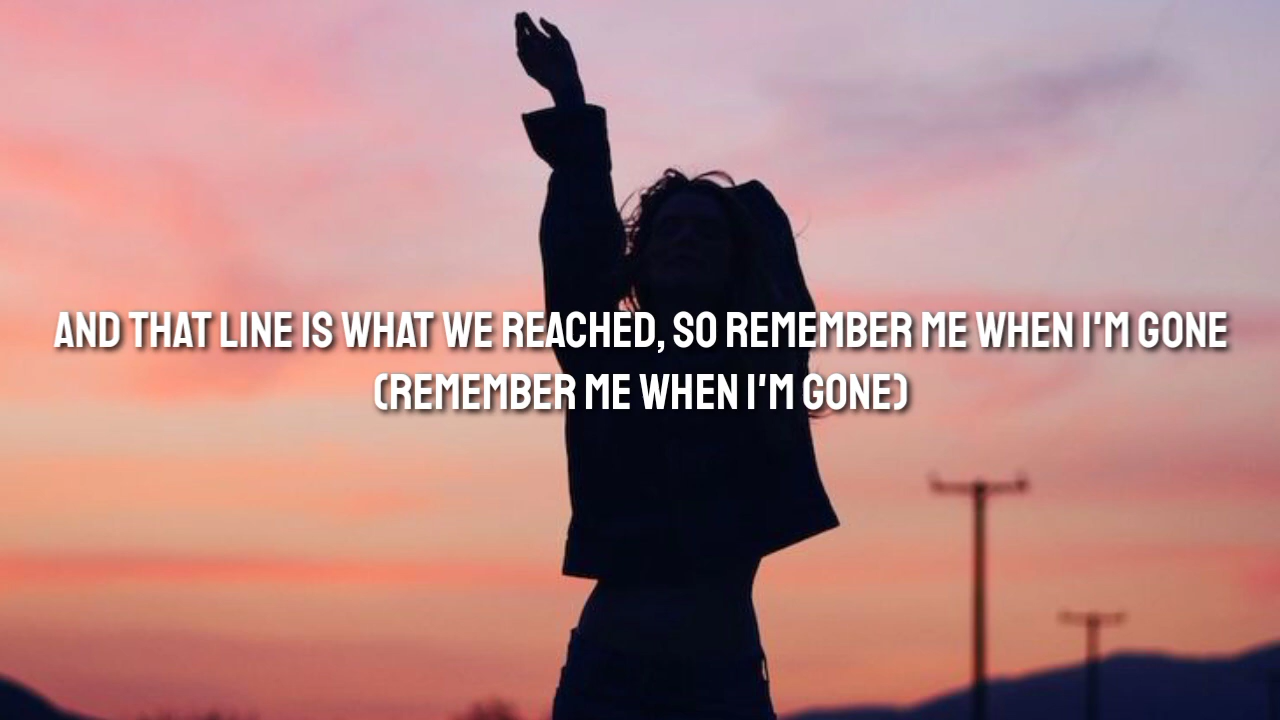 AND THAT LINE IS WHAT WE REACHED, SO REMEMBER ME WHEN I'M GONE
(REMEMBER ME WHEN I'M GONE)